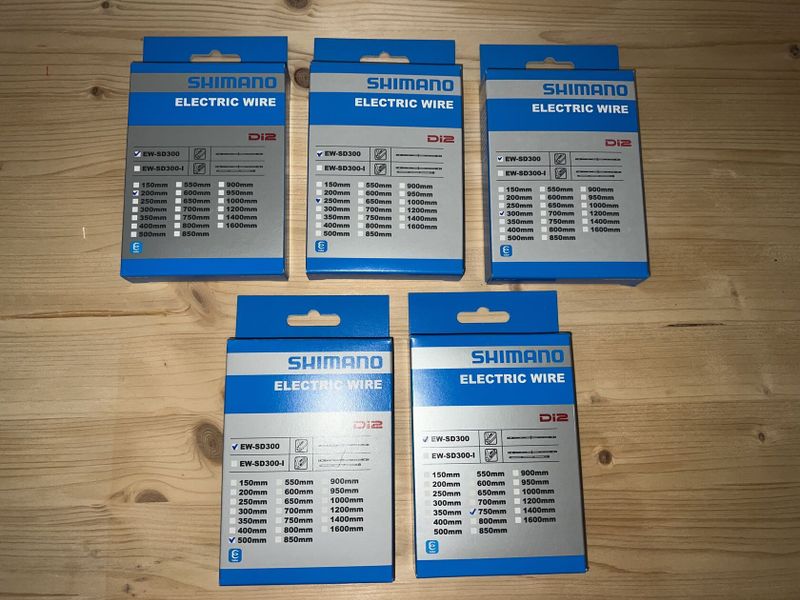 SHIMANO
ELECTRIC WIRE
Di2
EW-SD300
EW-SD300-I
150mm 550mm 900mm
200mm 600mm 950mm
250mm 650mm 1000mm
300mm 700mm 1200mm
350mm 750mm 1400mm
400mm 800mm 1600mm
500mm 850mm
SHIMANO
ELECTRIC WIRE
Di2
EW-SD300
EW-SD300-I
150mm 550mm 900mm
200mm 600mm 950mm
250mm 650mm 1000mm
300mm 700mm 1200mm
350mm 750mm 1400mm
400mm 800mm 1600mm
500mm 850mm
SHIMANO
ELECTRIC WIRE
Di2
EW-SD300
EW-SD300-I
150mm 550mm 900mm
200mm 600mm 950mm
250mm 650mm 1000mm
300mm 700mm 1200mm
350mm 750mm 1400mm
400mm 800mm 1600mm
500mm 850mm
SHIMANO
ELECTRIC WIRE
Di2
EW-SD300
EW-SD300-I
150mm 550mm 900mm
200mm 600mm 950mm
250mm 650mm 1000mm
300mm 700mm 1200mm
350mm 750mm 1400mm
400mm 800mm 1600mm
500mm 850mm
SHIMANO
ELECTRIC WIRE
Di2
EW-SD300
EW-SD300-I
150mm 550mm 900mm
200mm 600mm 950mm
250mm 650mm 1000mm
300mm 700mm 1200mm
350mm 750mm 1400mm
400mm 800mm 1600mm
500mm 850mm